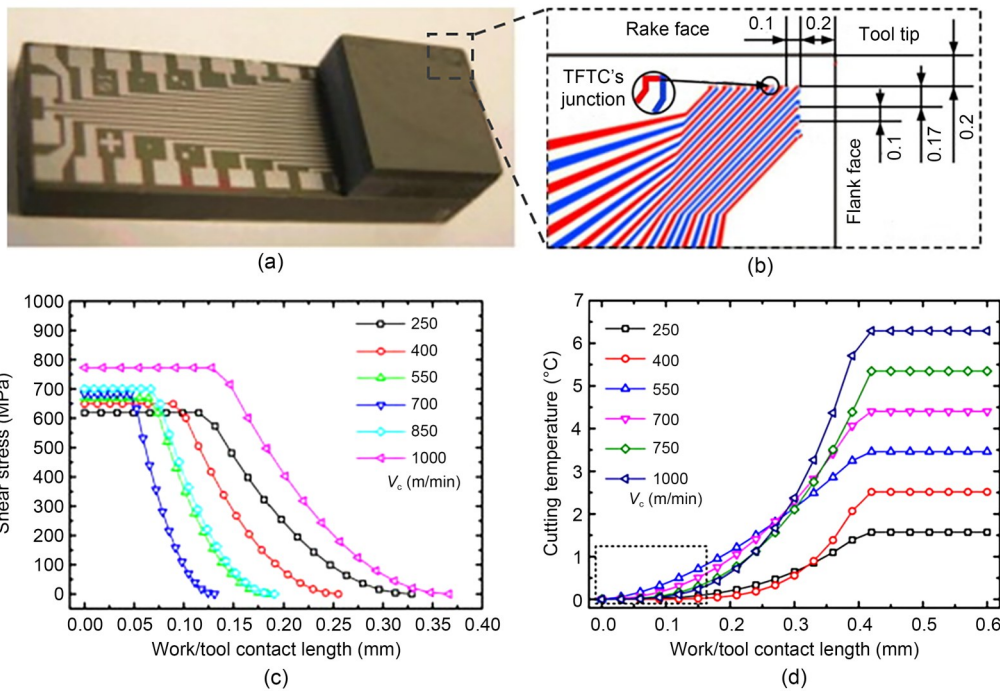 Rake face
0.1
0.2
Tool tip
TFTC's
junction
Flank face
0.1
0.17
0.2
(a)
(b)
1000
900
800
700
600
500
400
300
200
100
0
Shear stress (MPa)
250
400
550
700
850
1000
Vc (m/min)
0.00 0.05 0.10 0.15 0.20 0.25 0.30 0.35 0.40
Work/tool contact length (mm)
(c)
7
6
5
4
3
2
1
0
Cutting temperature (°C)
250
400
550
700
750
1000
Vc (m/min)
0.0 0.1 0.2 0.3 0.4 0.5 0.6
Work/tool contact length (mm)
(d)